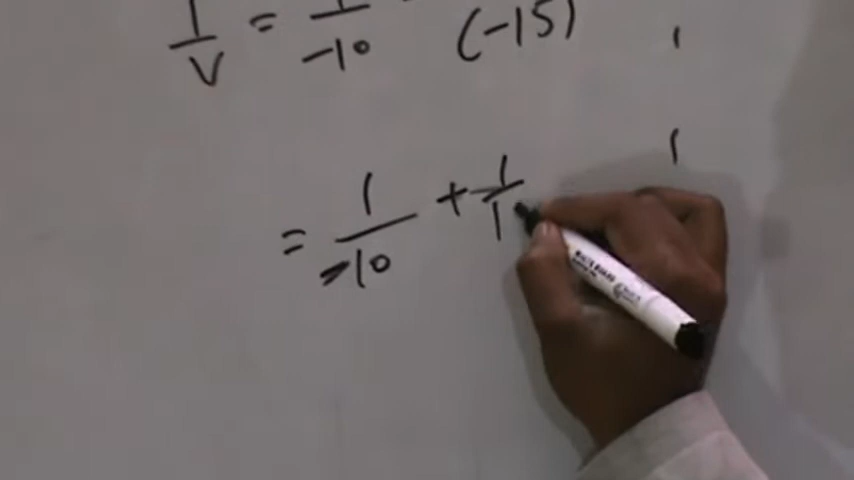 1/V = 1/-10 (-15)
= 1/-10 + 1/1